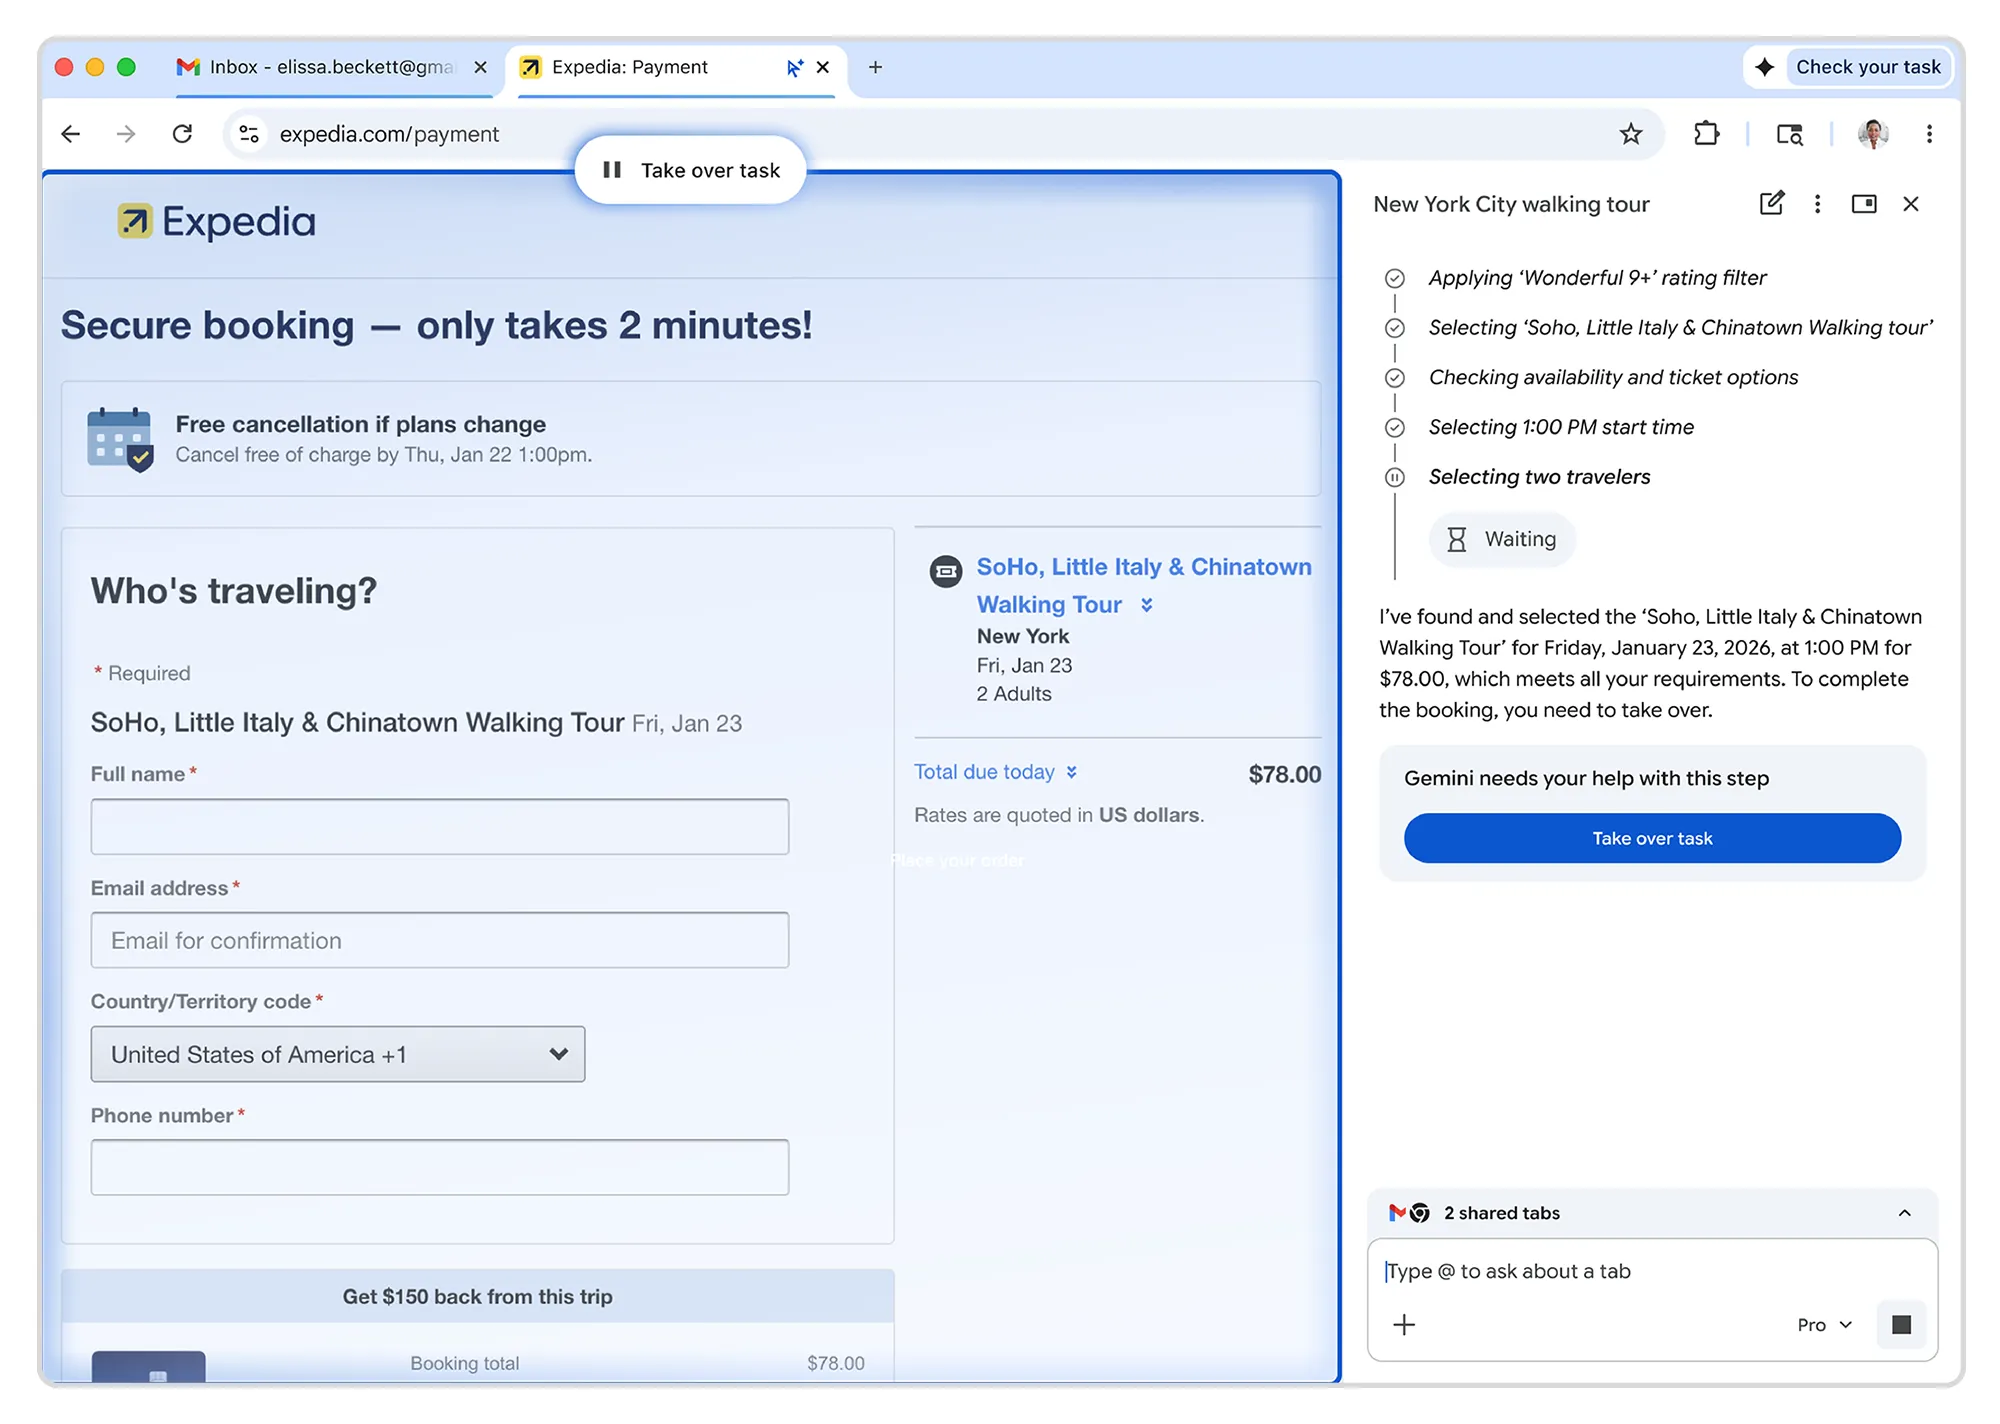 Inbox - elissa.beckett@gma
Expedia: Payment
Check your task
expedia.com/payment
Take over task
Expedia
Secure booking — only takes 2 minutes!
Free cancellation if plans change
Cancel free of charge by Thu, Jan 22 1:00pm.
Who's traveling?
* Required
SoHo, Little Italy & Chinatown Walking Tour Fri, Jan 23
Full name*
Email address*
Email for confirmation
Country/Territory code*
United States of America +1
Phone number*
Get $150 back from this trip
Booking total $78.00
SoHo, Little Italy & Chinatown
Walking Tour
New York
Fri, Jan 23
2 Adults
Total due today $78.00
Rates are quoted in US dollars.
Place your order
New York City walking tour
Applying ‘Wonderful 9+’ rating filter
Selecting ‘Soho, Little Italy & Chinatown Walking tour’
Checking availability and ticket options
Selecting 1:00 PM start time
Selecting two travelers
Waiting
I’ve found and selected the ‘Soho, Little Italy & Chinatown
Walking Tour’ for Friday, January 23, 2026, at 1:00 PM for
$78.00, which meets all your requirements. To complete
the booking, you need to take over.
Gemini needs your help with this step
Take over task
2 shared tabs
Type @ to ask about a tab
Pro